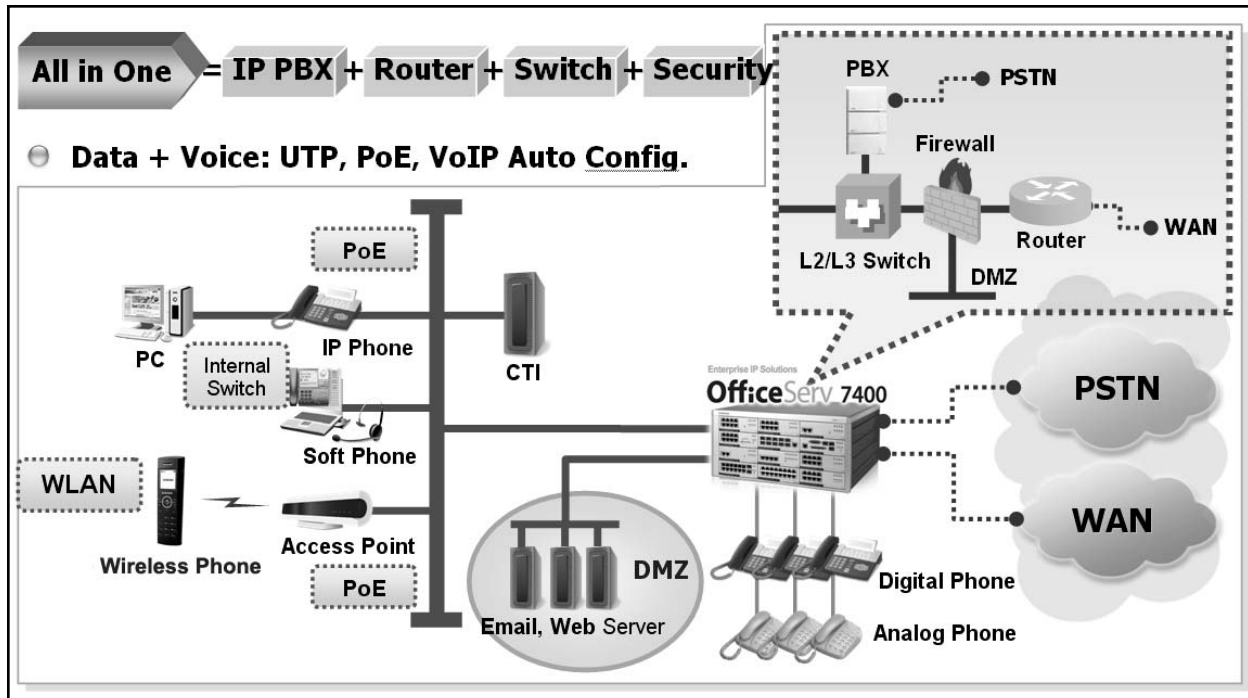 All in One = IP PBX + Router + Switch + Security
Data + Voice: UTP, PoE, VoIP Auto Config.
PBX
PSTN
Firewall
L2/L3 Switch
Router
WAN
DMZ
PoE
PC
IP Phone
CTI
Internal
Switch
Soft Phone
WLAN
Wireless Phone
Access Point
PoE
Enterprise IP Solutions
OfficeServ 7400
PSTN
WAN
DMZ
Email, Web Server
Digital Phone
Analog Phone